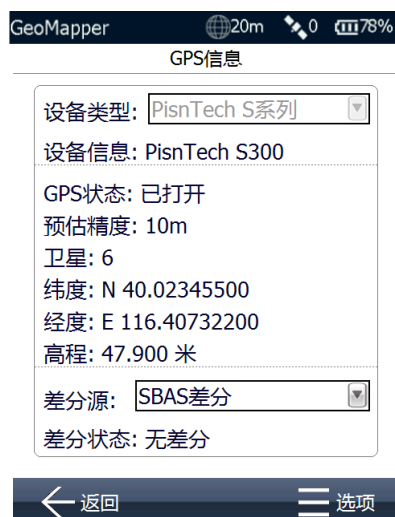 GeoMapper 20m 0 78%
GPS信息
设备类型: PisnTech S系列
设备信息: PisnTech S300
GPS状态: 已打开
预估精度: 10m
卫星: 6
纬度: N 40.02345500
经度: E 116.40732200
高程: 47.900 米
差分源: SBAS差分
差分状态: 无差分
返回 选项